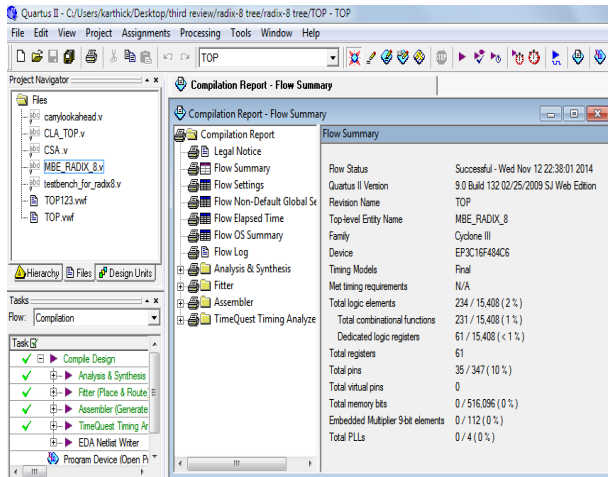 Quartus II - C:/Users/karthick/Desktop/third review/radix-8 tree/radix-8 tree/TOP - TOP
File Edit View Project Assignments Processing Tools Window Help
TOP
Project Navigator
Files
carrylookahead.v
CLA_TOP.v
CSA .v
MBE_RADIX_8.v
testbench_for_radix8.v
TOP123.vwf
TOP.vwf
Hierarchy Files Design Units
Tasks
Flow: Compilation
Task
Compile Design
Analysis & Synthesis
Fitter (Place & Route
Assembler (Generate
TimeQuest Timing Ar
EDA Netlist Writer
Program Device (Open Pr
Compilation Report - Flow Summary
Compilation Report - Flow Summary
Compilation Report
Legal Notice
Flow Summary
Flow Settings
Flow Non-Default Global Se
Flow Elapsed Time
Flow OS Summary
Flow Log
Analysis & Synthesis
Fitter
Assembler
TimeQuest Timing Analyze
Flow Summary
Flow Status Successful - Wed Nov 12 22:38:01 2014
Quartus II Version 9.0 Build 132 02/25/2009 SJ Web Edition
Revision Name TOP
Top-level Entity Name MBE_RADIX_8
Family Cyclone III
Device EP3C16F484C6
Timing Models Final
Met timing requirements N/A
Total logic elements 234 / 15,408 ( 2 % )
Total combinational functions 231 / 15,408 ( 1 % )
Dedicated logic registers 61 / 15,408 ( < 1 % )
Total registers 61
Total pins 35 / 347 ( 10 % )
Total virtual pins 0
Total memory bits 0 / 516,096 ( 0 % )
Embedded Multiplier 9-bit elements 0 / 112 ( 0 % )
Total PLLs 0 / 4 ( 0 % )